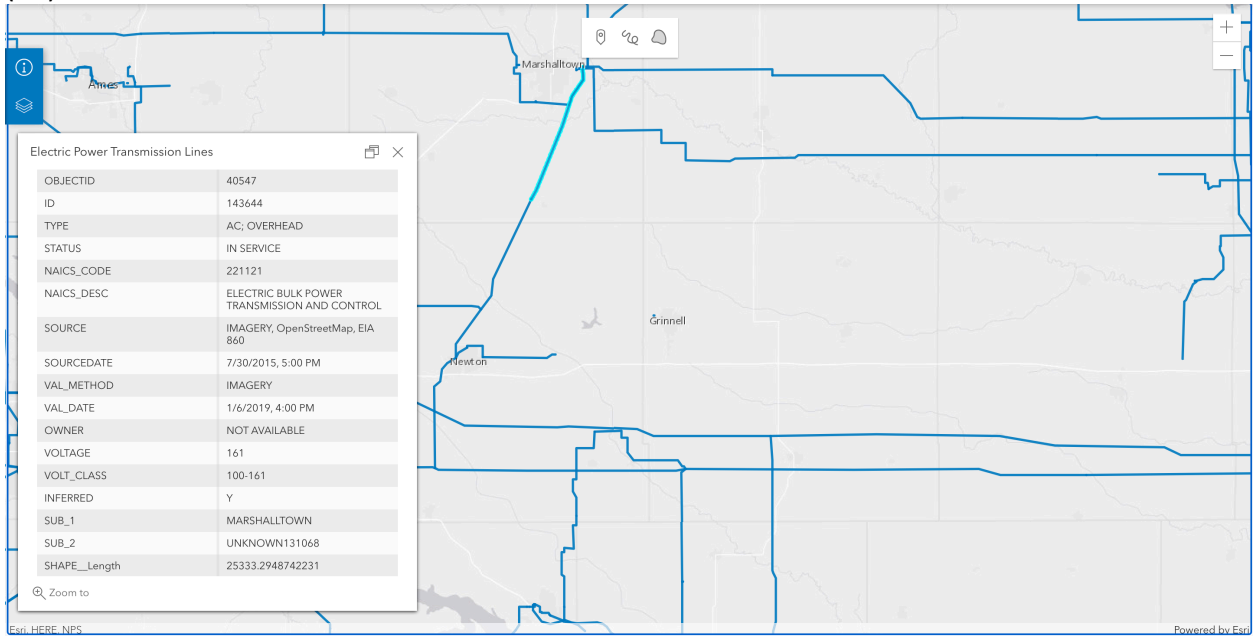 Marshalltown
Ames
Electric Power Transmission Lines
OBJECTID 40547
ID 143644
TYPE AC; OVERHEAD
STATUS IN SERVICE
NAICS_CODE 221121
NAICS_DESC ELECTRIC BULK POWER
TRANSMISSION AND CONTROL
SOURCE IMAGERY, OpenStreetMap, EIA
860
SOURCEDATE 7/30/2015, 5:00 PM
VAL_METHOD IMAGERY
VAL_DATE 1/6/2019, 4:00 PM
OWNER NOT AVAILABLE
VOLTAGE 161
VOLT_CLASS 100-161
INFERRED Y
SUB_1 MARSHALLTOWN
SUB_2 UNKNOWN131068
SHAPE__Length 25333.2948742231
Zoom to
Grinnell
Newton
Esri, HERE, NPS
Powered by Esri